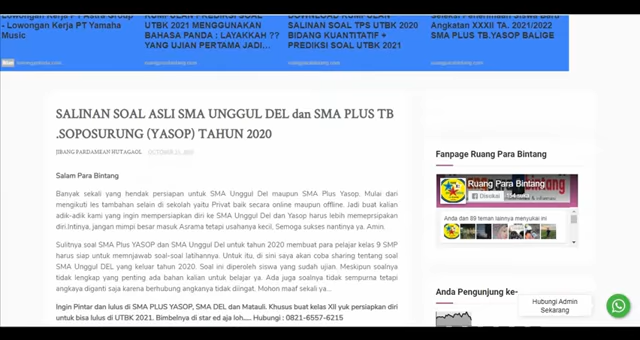 Lowongan Kerja PT Astra Group
- Lowongan Kerja PT Yamaha
Music
KUMPULAN PREDIKSI SOAL
UTBK 2021 MENGGUNAKAN
BAHASA PANDA : LAYAKKAH ??
YANG UJIAN PERTAMA JADI...
DOWNLOAD KUMPULAN
SALINAN SOAL TPS UTBK 2020
BIDANG KUANTITATIF +
PREDIKSI SOAL UTBK 2021
Seleksi Penerimaan Siswa Baru
Angkatan XXXII TA. 2021/2022
SMA PLUS TB.YASOP BALIGE
SALINAN SOAL ASLI SMA UNGGUL DEL dan SMA PLUS TB
.SOPOSURUNG (YASOP) TAHUN 2020
JIBANG PARDAMEAN HUTAGAOL
Salam Para Bintang
Banyak sekali yang hendak persiapan untuk SMA Unggul Del maupun SMA Plus Yasop. Mulai dari
mengikuti les tambahan selain di sekolah yaitu Privat baik secara online maupun offline. Jadi buat kalian
adik-adik kami yang ingin mempersiapkan diri ke SMA Unggul Del dan Yasop harus lebih memeprsipakan
diri.Intinya, jangan mimpi besar masuk Asrama tetapi usahanya kecil. Semoga sukses nantinya ya. Amin.
Sulitnya soal SMA Plus YASOP dan SMA Unggul Del untuk tahun 2020 membuat para pelajar kelas 9 SMP
harus siap untuk memnjawab soal-soal latihannya. Untuk itu, di sini saya akan coba sharing tentang soal
SMA Unggul DEL yang keluar tahun 2020. Soal ini diperoleh siswa yang sudah ujian. Meskipun soalnya
tidak lengkap yang penting ada bahan kalian untuk belajar ya. Ada juga soalnya tidak sempurna tetapi
angkaya diganti saja karena berhubung angkanya tidak diingat. Mohon maaf sekali ya...
Ingin Pintar dan lulus di SMA PLUS YASOP, SMA DEL dan Matauli. Khusus buat kelas XII yuk persiapkan diri
untuk bisa lulus di UTBK 2021. Bimbelnya di star ed aja loh..... Hubungi : 0821-6557-6215
Fanpage Ruang Para Bintang
Ruang Para Bintang
Disukai
Anda dan 89 teman lainnya menyukai ini
Anda Pengunjung ke-
Hubungi Admin
Sekarang